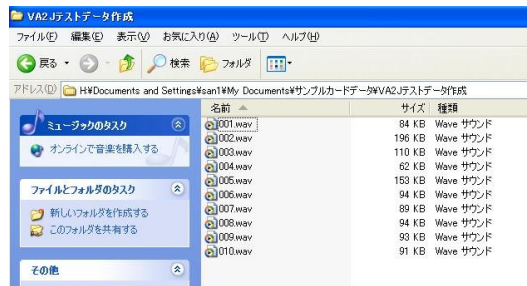 VA2Jテストデータ作成
ファイル(F) 編集(E) 表示(V) お気に入り(A) ツール(T) ヘルプ(H)
戻る 検索 フォルダ
アドレス(D) H¥Documents and Settings¥san1¥My Documents¥サンプルカードデータ¥VA2Jテストデータ作成
名前 サイズ 種類
ミュージックのタスク
オンラインで音楽を購入する
ファイルとフォルダのタスク
新しいフォルダを作成する
このフォルダを共有する
その他
001.wav 84 KB Wave サウンド
002.wav 196 KB Wave サウンド
003.wav 110 KB Wave サウンド
004.wav 62 KB Wave サウンド
005.wav 153 KB Wave サウンド
006.wav 94 KB Wave サウンド
007.wav 89 KB Wave サウンド
008.wav 94 KB Wave サウンド
009.wav 93 KB Wave サウンド
010.wav 91 KB Wave サウンド